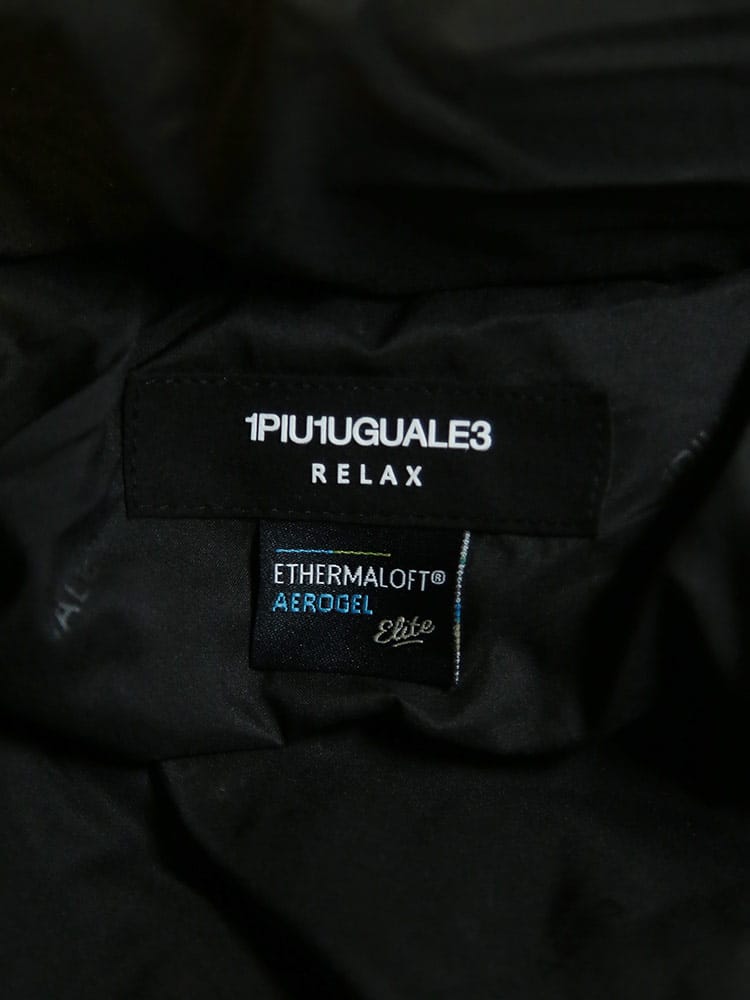 1PIU1UGUALE3
RELAX
ETHERMALOFT®
AEROGEL
Elite